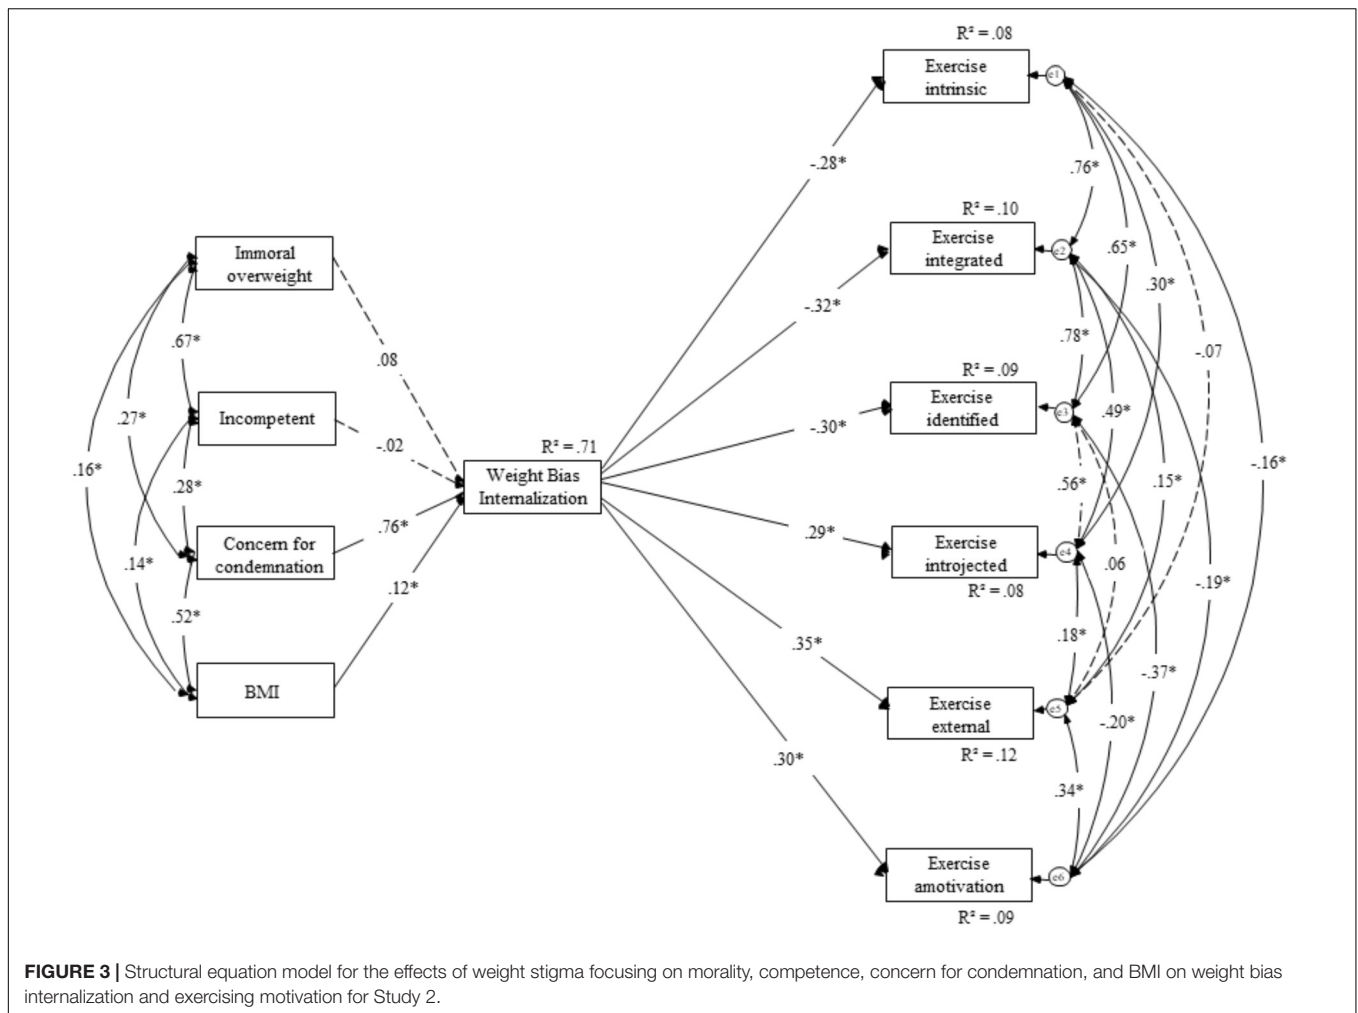 R² = .08
Exercise
intrinsic
e1
-.28*
.76*
R² = .10
Exercise
integrated
e2
Immoral
overweight
.65*
.30*
-.32*
.67*
.78*
-.07
.08
R² = .09
Exercise
identified
e3
.27*
Incompetent
.49*
-.30*
-.02
R² = .71
.16*
-.16*
Weight Bias
Internalization
.28*
.56*
.15*
.76*
.29*
Concern for
condemnation
Exercise
introjected
e4
.14*
.06
.12*
R² = .08
-.19*
.52*
.18*
.35*
-.37*
BMI
Exercise
external
e5
-.20*
R² = .12
.30*
.34*
Exercise
amotivation
e6
R² = .09
FIGURE 3 | Structural equation model for the effects of weight stigma focusing on morality, competence, concern for condemnation, and BMI on weight bias
internalization and exercising motivation for Study 2.